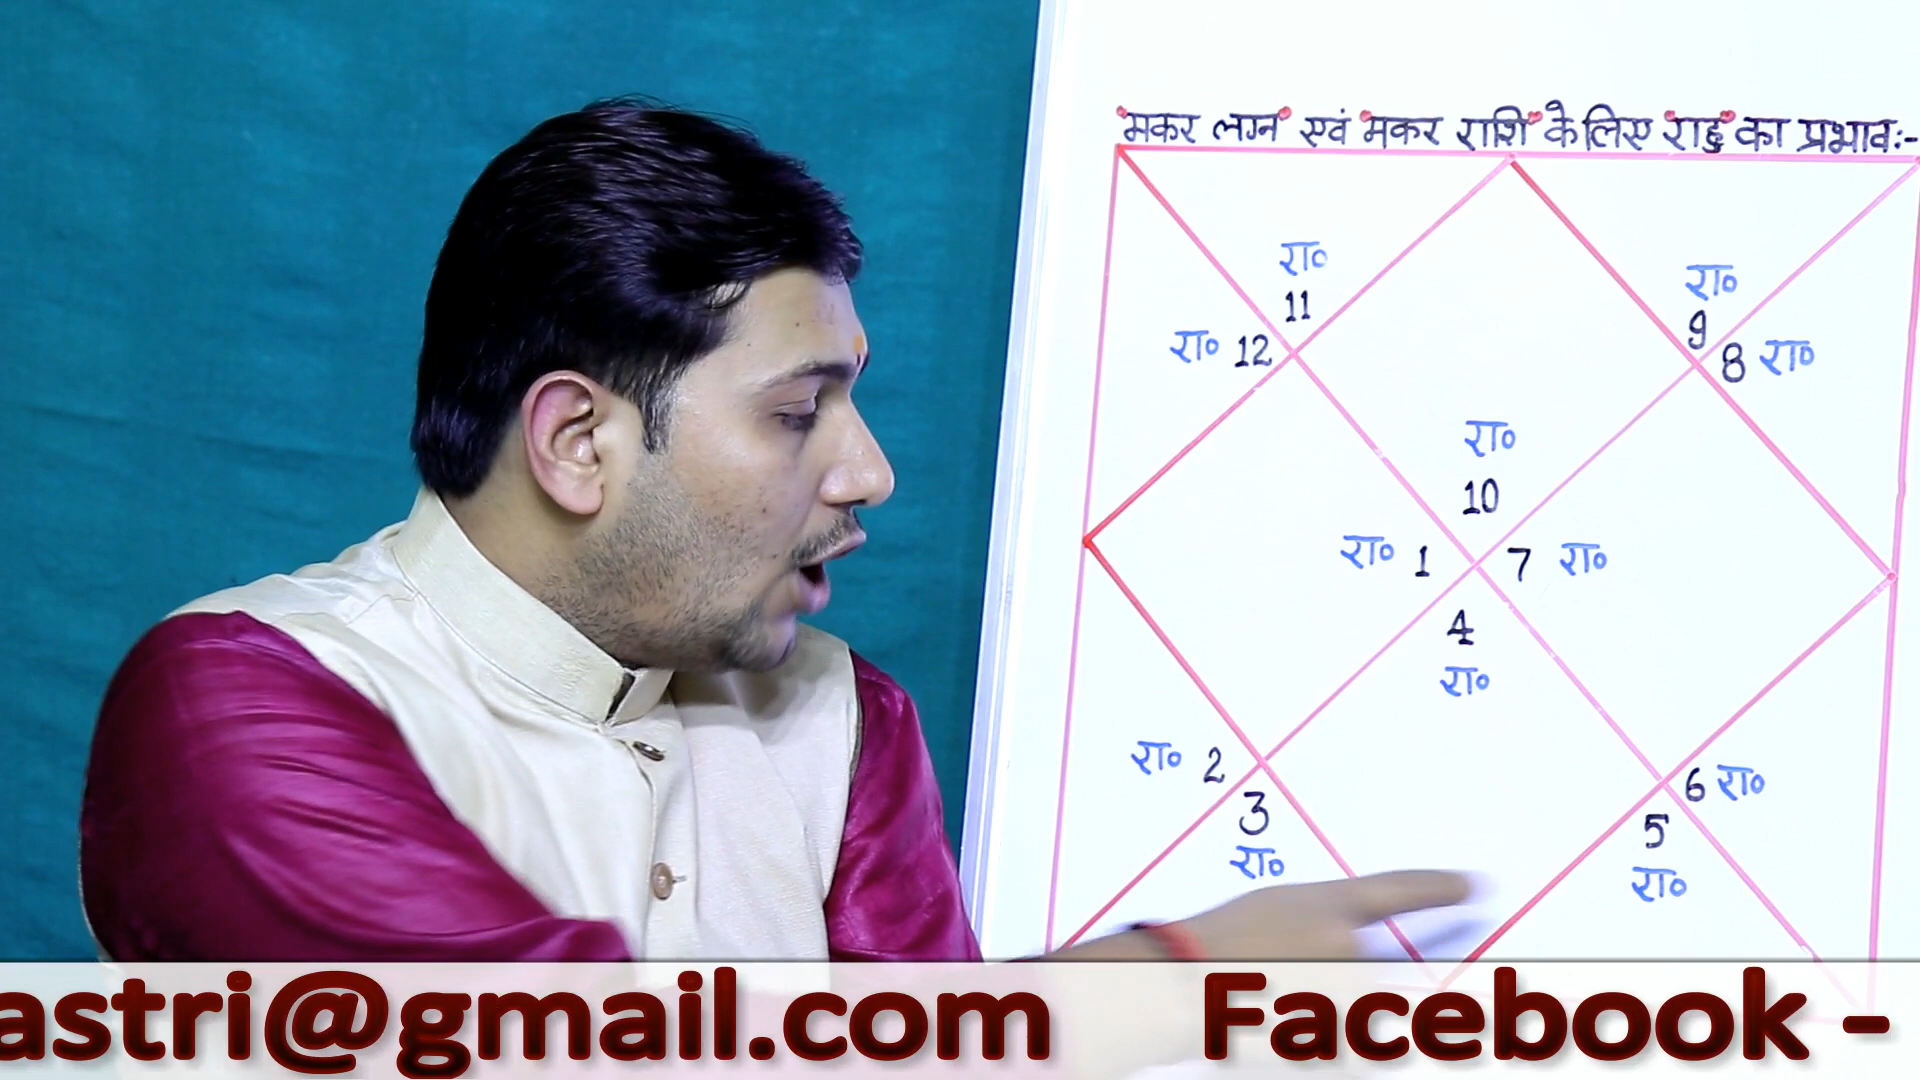 मकर लग्न एवं मकर राशि के लिए राहु का प्रभाव:-
रा०
11
रा० 12
रा०
9
8 रा०
रा०
10
रा० 1
7 रा०
4
रा०
रा० 2
3
रा०
6 रा०
5
रा०
astri@gmail.com Facebook -